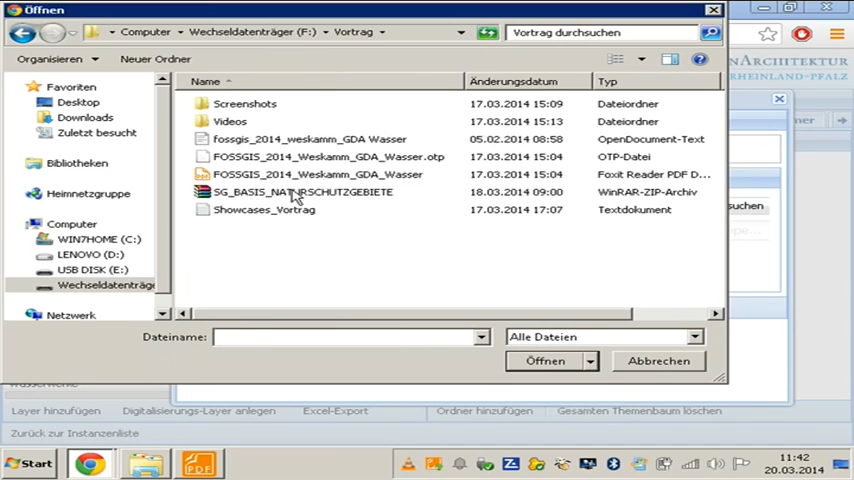 Öffnen
Computer ▸ Wechseldatenträger (F:) ▸ Vortrag ▸
Vortrag durchsuchen
Organisieren
Neuer Ordner
Name
Änderungsdatum
Typ
Screenshots 17.03.2014 15:09 Dateiordner
Videos 17.03.2014 15:13 Dateiordner
fossgis_2014_weskamm_GDA Wasser 05.02.2014 08:58 OpenDocument-Text
FOSSGIS_2014_Weskamm_GDA_Wasser.otp 17.03.2014 15:04 OTP-Datei
FOSSGIS_2014_Weskamm_GDA_Wasser 17.03.2014 15:04 Foxit Reader PDF D...
SG_BASIS_NATURSCHUTZGEBIETE 18.03.2014 09:00 WinRAR-ZIP-Archiv
Showcases_Vortrag 17.03.2014 17:07 Textdokument
Favoriten
Desktop
Downloads
Zuletzt besucht
Bibliotheken
Heimnetzgruppe
Computer
WIN7HOME (C:)
LENOVO (D:)
USB DISK (E:)
Wechseldatenträge
Netzwerk
Dateiname:
Alle Dateien
Öffnen
Abbrechen
NARCHITEKTUR
RHEINLAND-PFALZ
ner
suchen
Layer hinzufügen Digitalisierungs-Layer anlegen Excel-Export Ordner hinzufügen Gesamten Themenbaum löschen
Zurück zur Instanzenliste
Start
PDF
11:42
20.03.2014